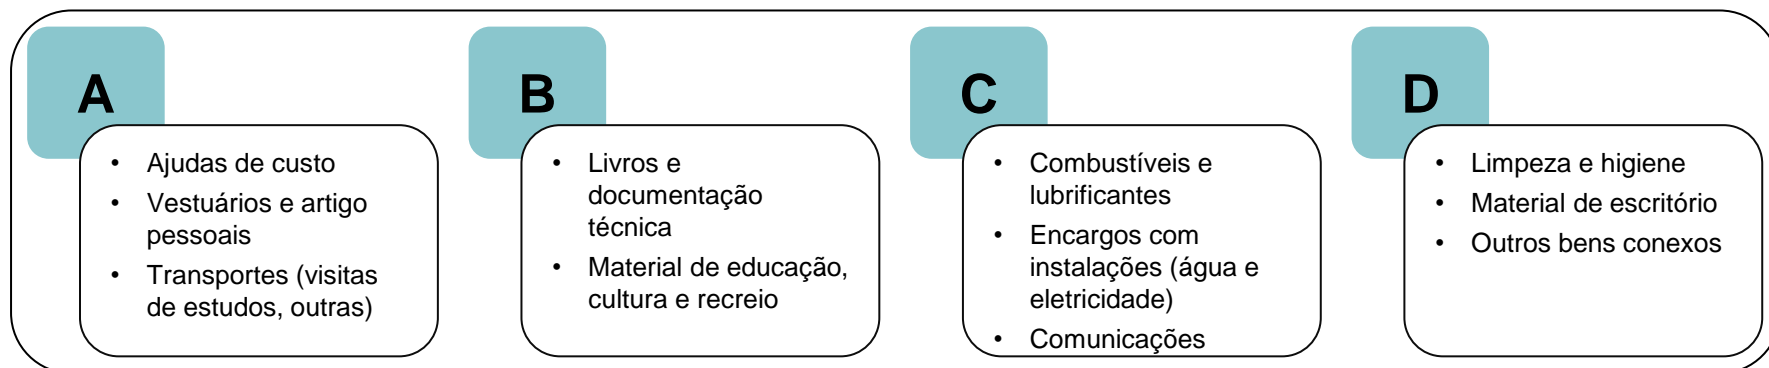 A
• Ajudas de custo
• Vestuários e artigo
pessoais
• Transportes (visitas
de estudos, outras)
B
• Livros e
documentação
técnica
• Material de educação,
cultura e recreio
C
• Combustíveis e
lubrificantes
• Encargos com
instalações (água e
eletricidade)
• Comunicações
D
• Limpeza e higiene
• Material de escritório
• Outros bens conexos